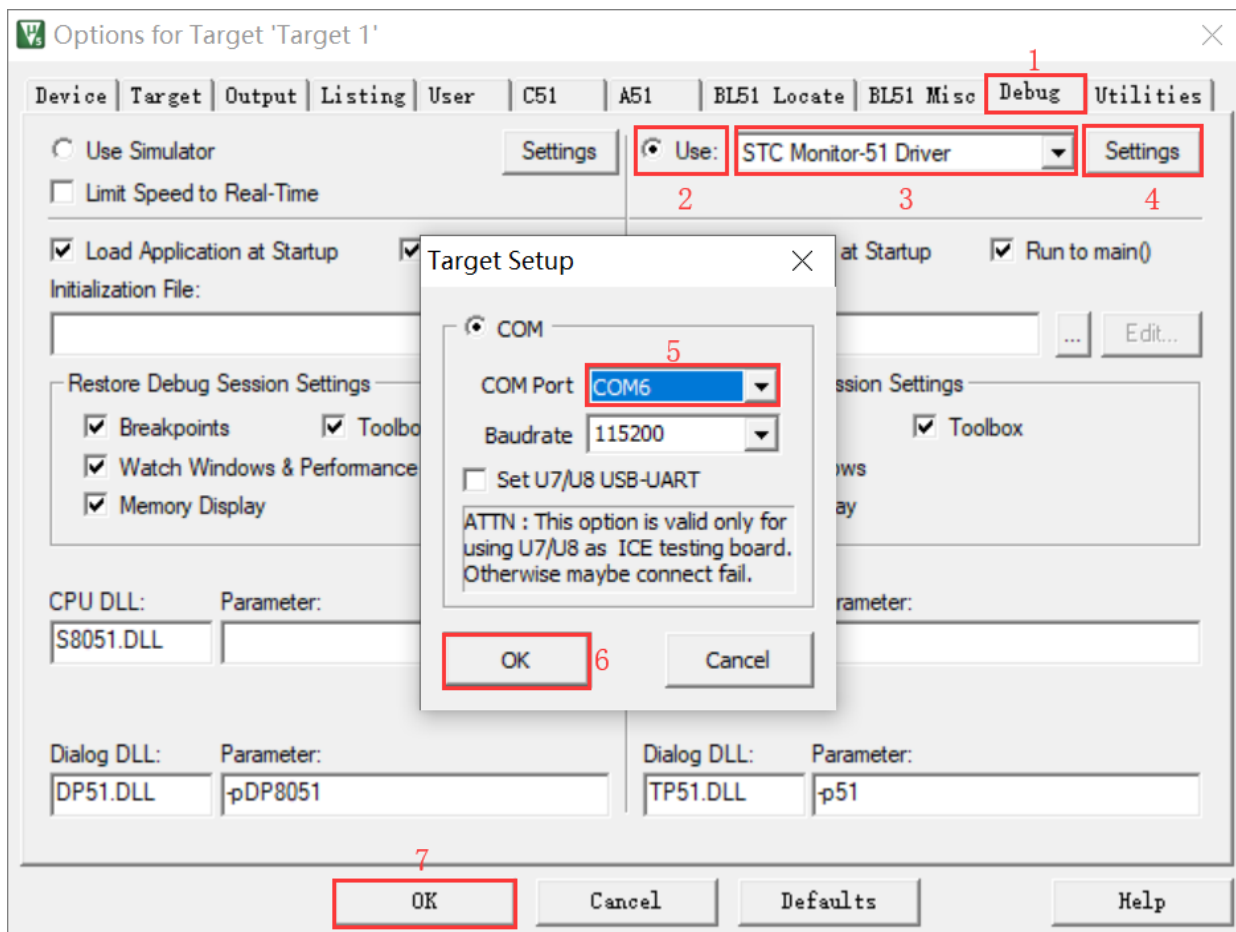 Options for Target 'Target 1'
1
Device Target Output Listing User C51 A51 BL51 Locate BL51 Misc Debug Utilities
Use Simulator Settings Use: STC Monitor-51 Driver Settings
Limit Speed to Real-Time 2 3 4
Load Application at Startup Target Setup at Startup Run to main()
Initialization File:
COM
... Edit...
5
Restore Debug Session Settings COM Port COM6 ssion Settings
Breakpoints Toolbo Baudrate 115200 Toolbox
Watch Windows & Performance Set U7/U8 USB-UART ows
Memory Display ay
ATTN : This option is valid only for
using U7/U8 as ICE testing board.
Otherwise maybe connect fail.
CPU DLL: Parameter: rameter:
S8051.DLL
OK 6 Cancel
Dialog DLL: Parameter: Dialog DLL: Parameter:
DP51.DLL -pDP8051 TP51.DLL -p51
7
OK Cancel Defaults Help